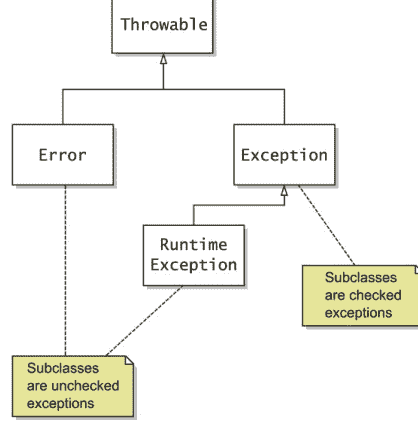 Throwable
Error
Exception
Runtime
Exception
Subclasses
are checked
exceptions
Subclasses
are unchecked
exceptions